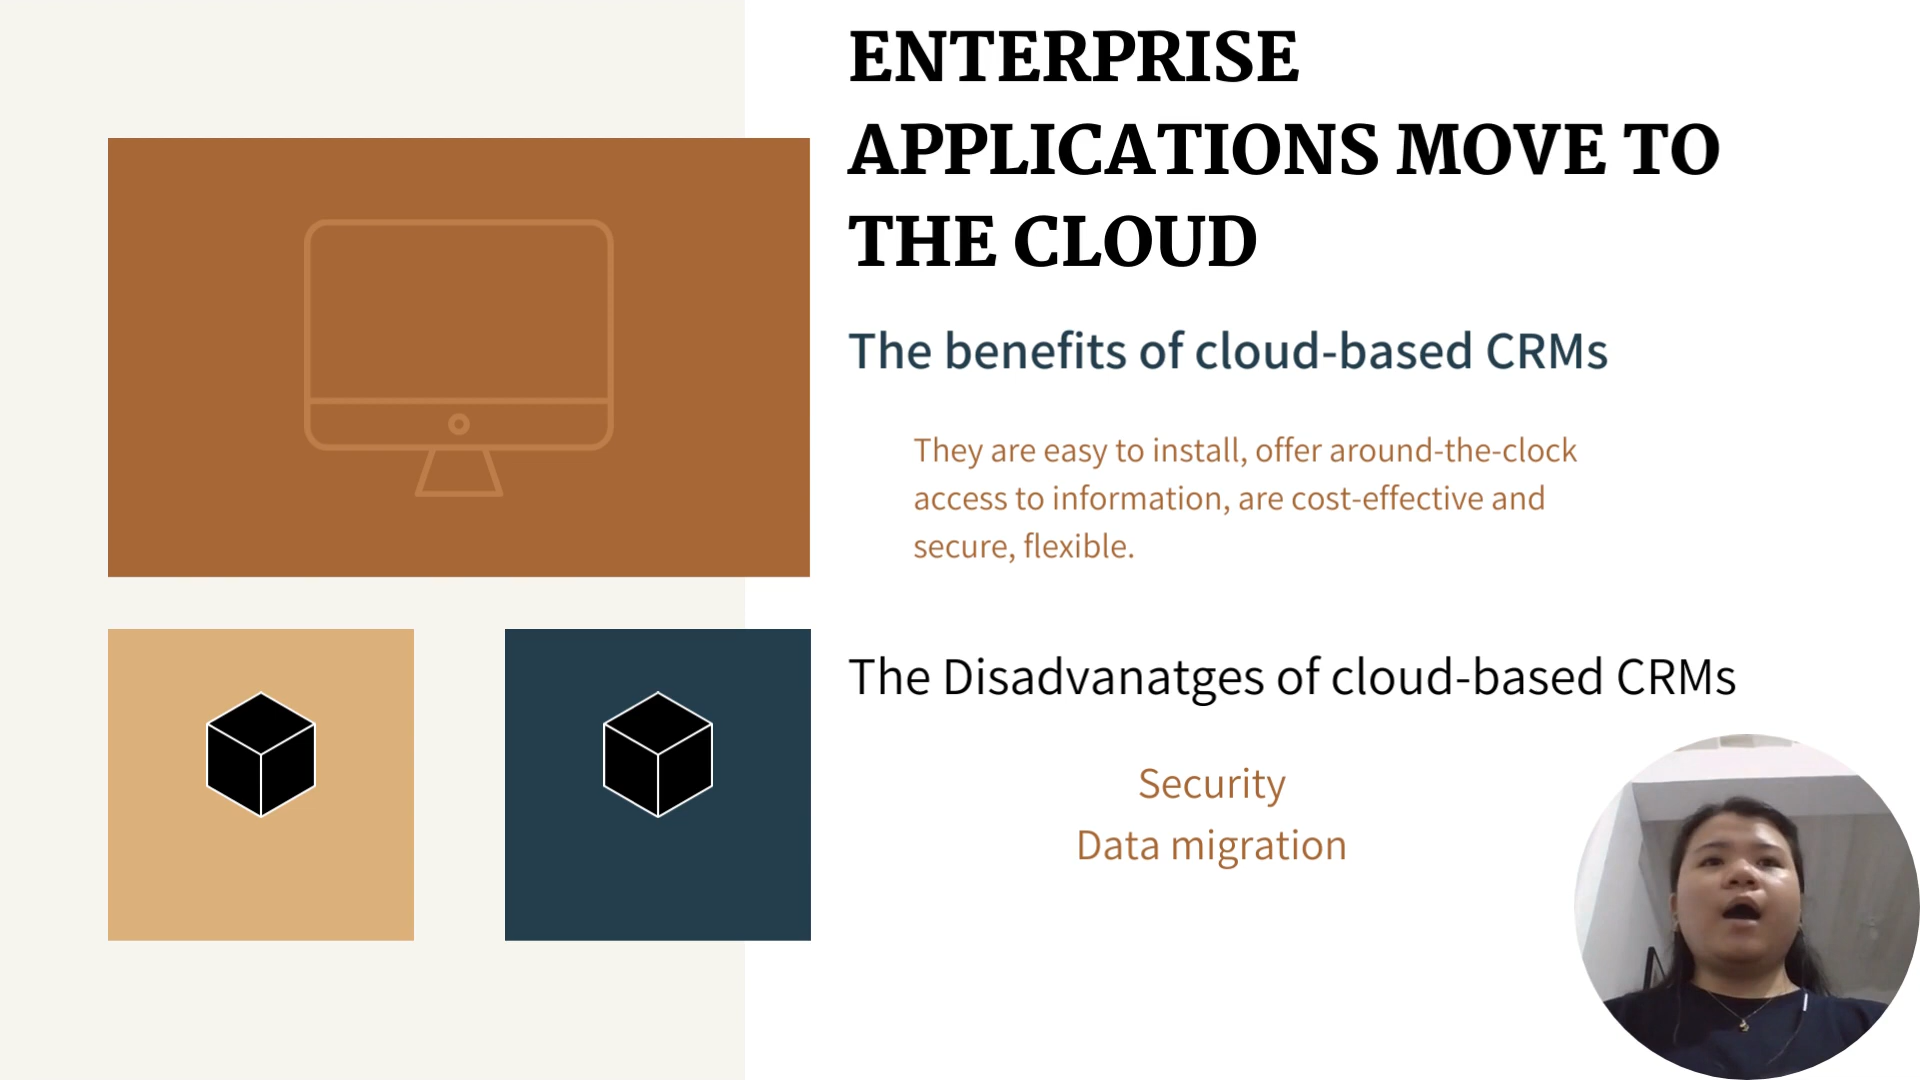 ENTERPRISE
APPLICATIONS MOVE TO
THE CLOUD
The benefits of cloud-based CRMs
They are easy to install, offer around-the-clock
access to information, are cost-effective and
secure, flexible.
The Disadvanatges of cloud-based CRMs
Security
Data migration